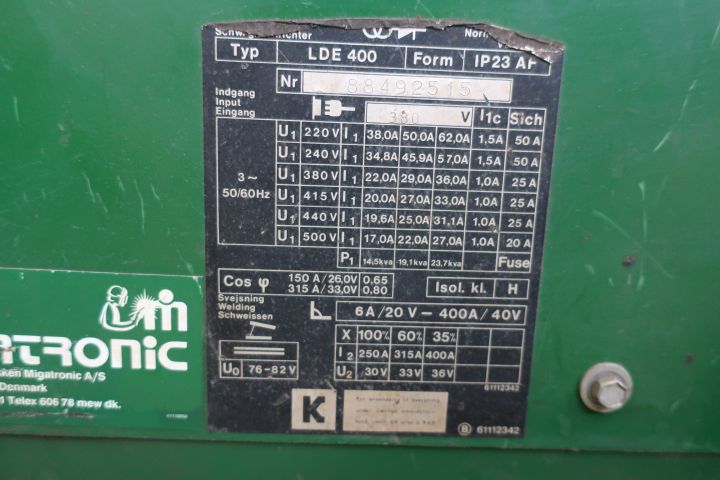 Typ LDE 400 Form IP23 AF
Nr 88492515
Indgang
Input
Eingang
380 V I1c Sich
3~
50/60Hz
U1 220 V I1 38,0A 50,0A 62,0A 1,5A 50 A
U1 240 V I1 34,8A 45,9A 57,0A 1,5A 50 A
U1 380 V I1 22,0A 29,0A 36,0A 1,0A 25 A
U1 415 V I1 20,0A 27,0A 33,0A 1,0A 25 A
U1 440 V I1 19,6A 25,0A 31,1A 1,0A 25 A
U1 500 V I1 17,0A 22,0A 27,0A 1,0A 20 A
P1 14,5kva 19,1kva 23,7kva Fuse
Cos φ 150 A/26,0V 0,65
315 A/33,0V 0,80
Isol. kl. H
Svejsning
Welding
Schweissen
6A/20 V – 400A/40V
X 100% 60% 35%
I2 250A 315A 400A
U2 30V 33V 36V
U0 76-82 V
61112342
K
B 61112342
tronic
Migatronic A/S
Denmark
1 Telex 606 78 mew dk.